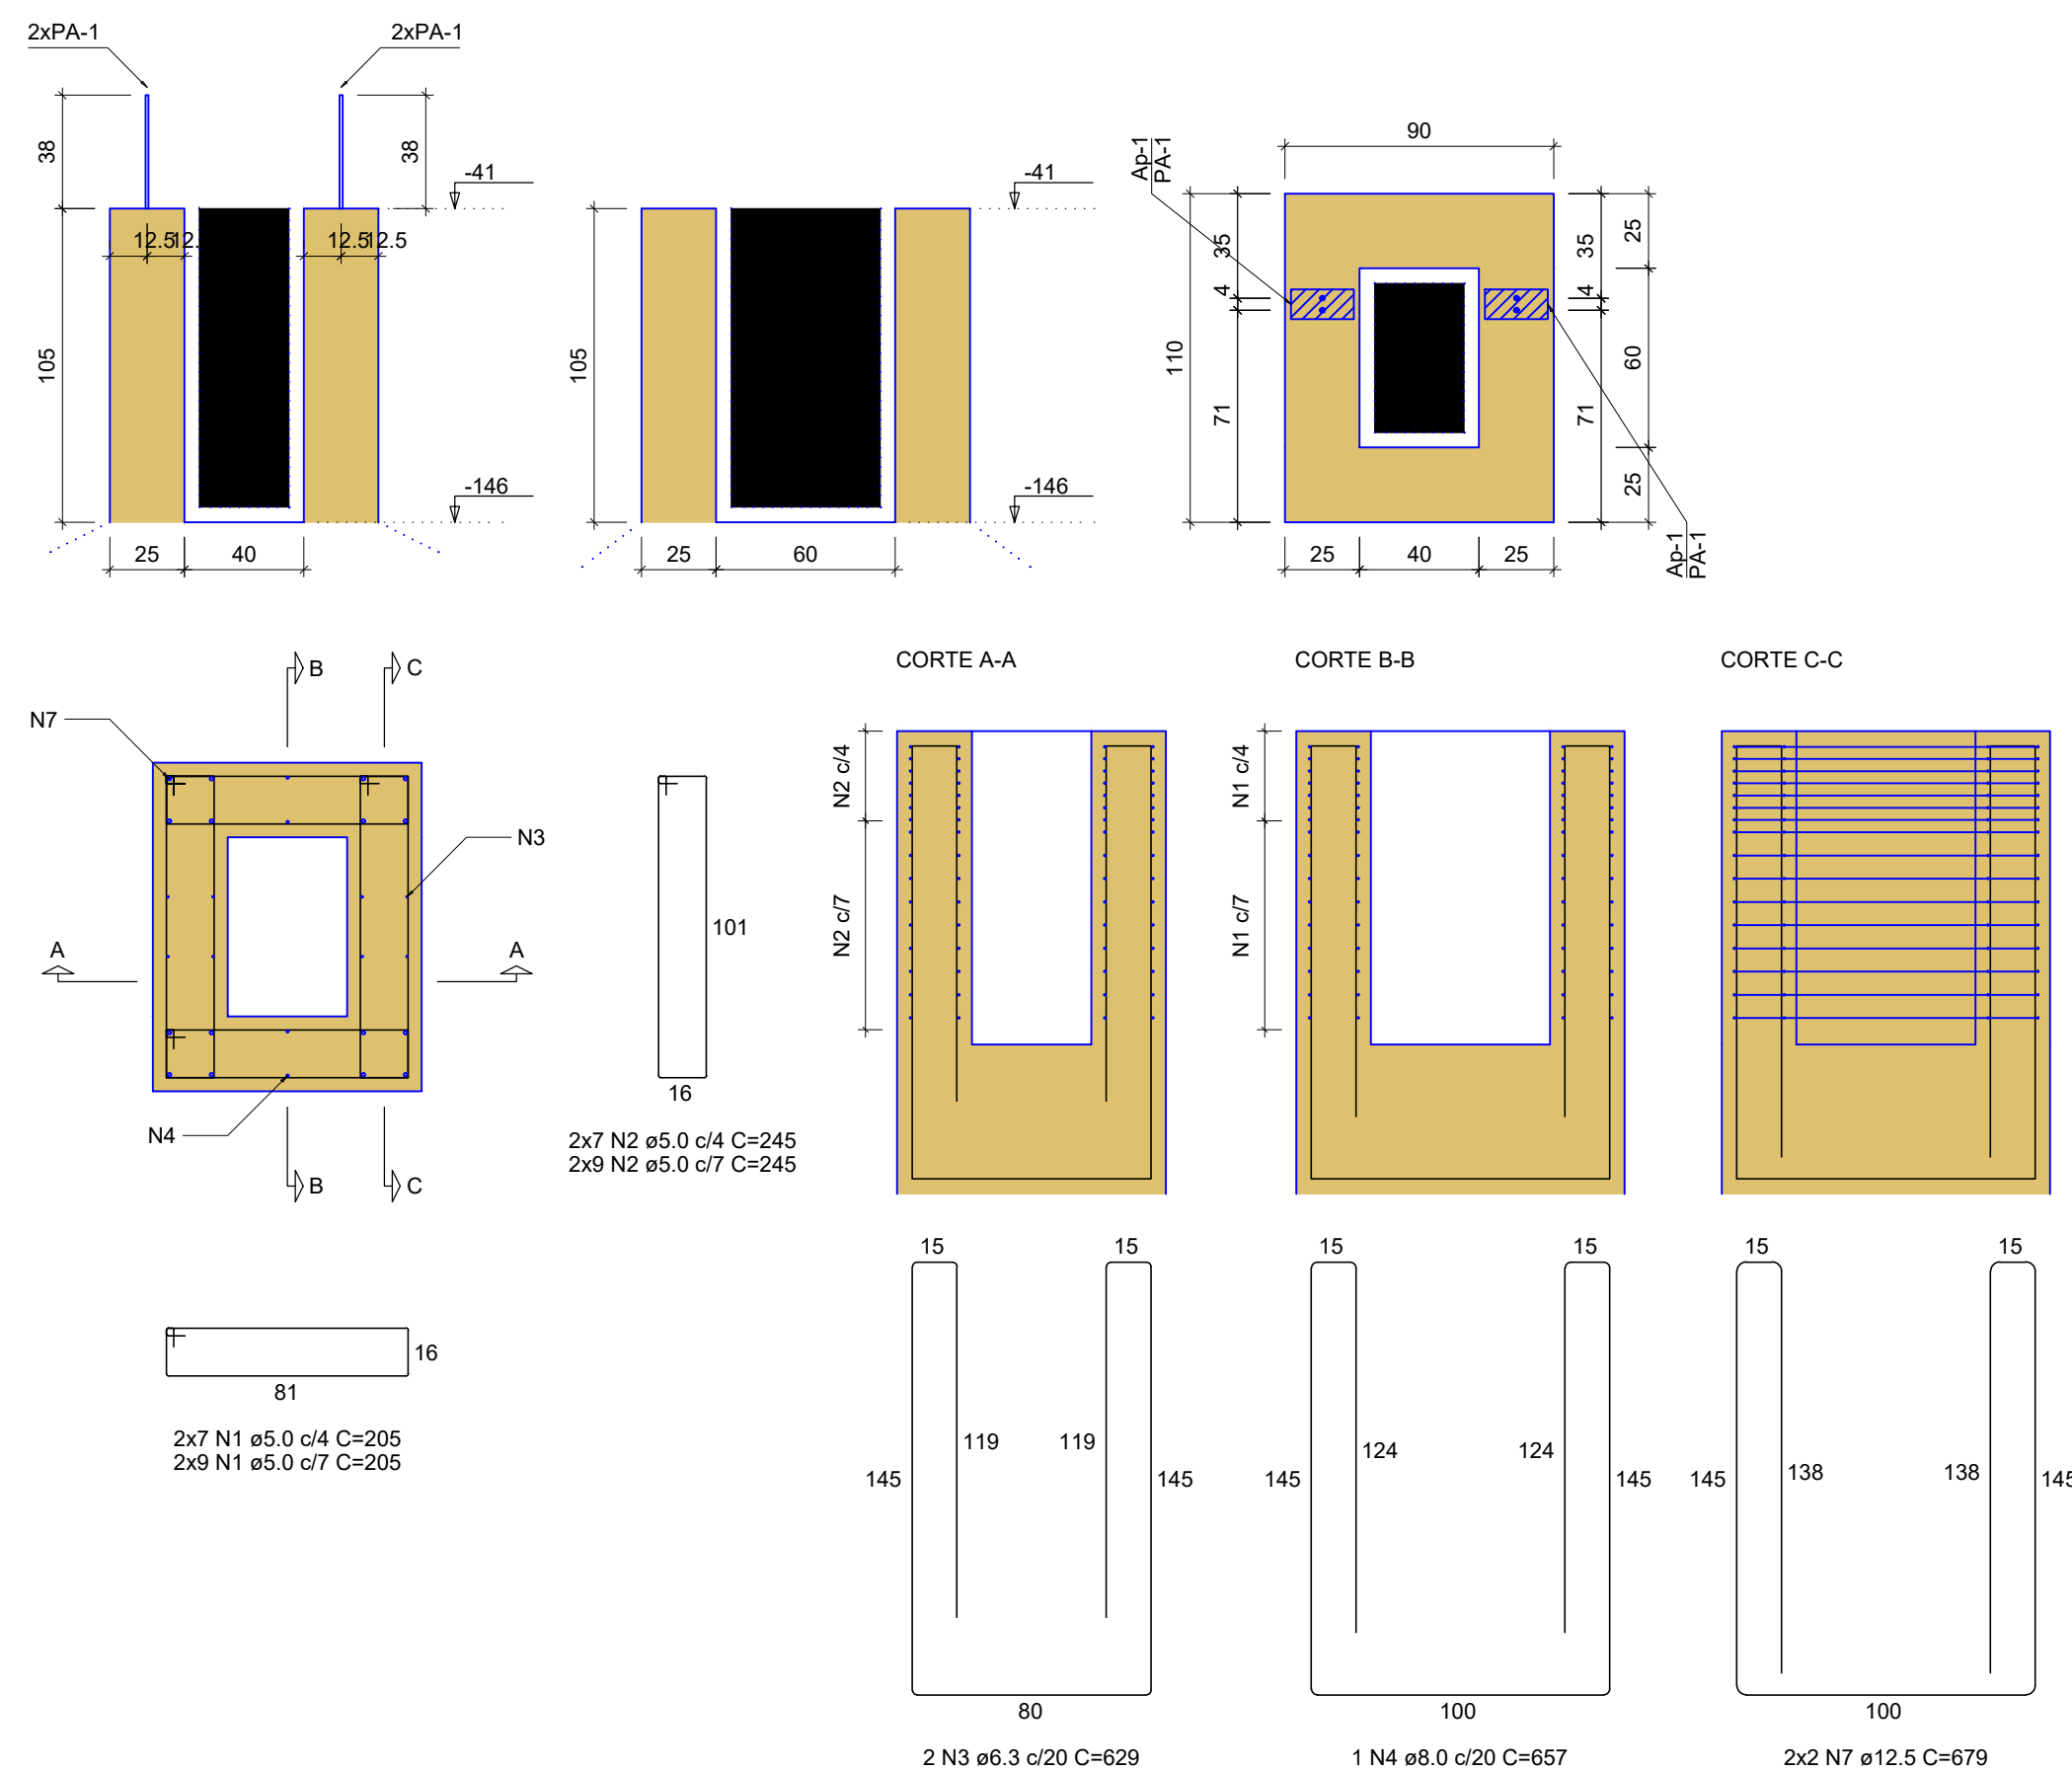 2xPA-1
2xPA-1
38
38
-41
-41
12.5
12.
12.5
12.5
105
105
-146
-146
25
40
25
60
90
Ap-1
PA-1
35
4
71
110
35
4
71
25
60
25
25
40
25
Ap-1
PA-1
B
C
N7
N3
A
A
N4
B
C
101
16
2x7 N2 ø5.0 c/4 C=245
2x9 N2 ø5.0 c/7 C=245
81
16
2x7 N1 ø5.0 c/4 C=205
2x9 N1 ø5.0 c/7 C=205
CORTE A-A
N2 c/4
N2 c/7
CORTE B-B
N1 c/4
N1 c/7
CORTE C-C
15
15
119
119
145
145
80
2 N3 ø6.3 c/20 C=629
15
15
124
124
145
145
100
1 N4 ø8.0 c/20 C=657
15
15
138
138
145
145
100
2x2 N7 ø12.5 C=679